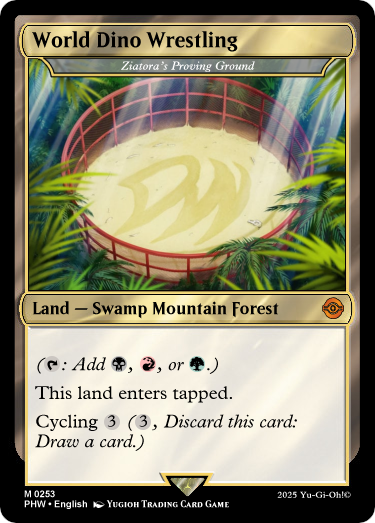 World Dino Wrestling
Ziatora's Proving Ground
DW
Land — Swamp Mountain Forest
(: Add , , or .)
This land enters tapped.
Cycling 3 (3, Discard this card:
Draw a card.)
M 0253
PHW • English Yugioh Trading Card Game
2025 Yu-Gi-Oh!©